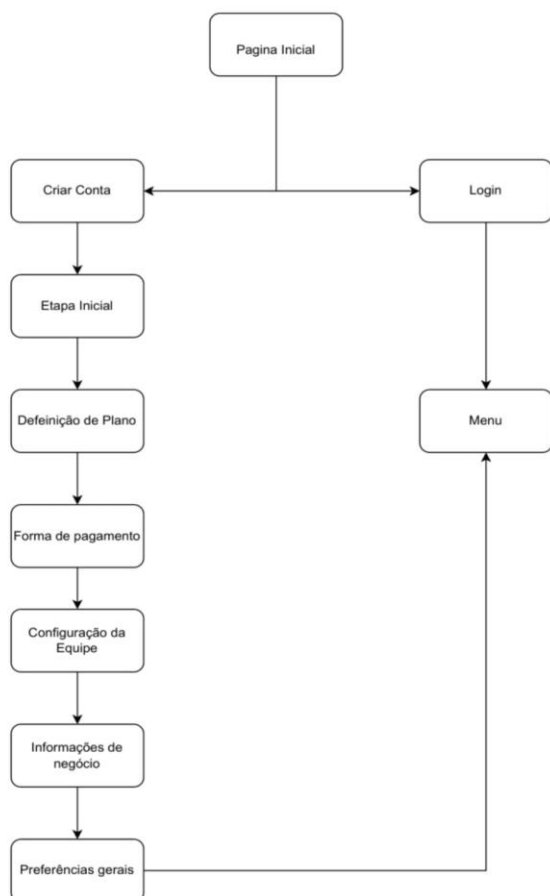 Pagina Inicial
Criar Conta
Login
Etapa Inicial
Defeinição de Plano
Menu
Forma de pagamento
Configuração da
Equipe
Informações de
negócio
Preferências gerais